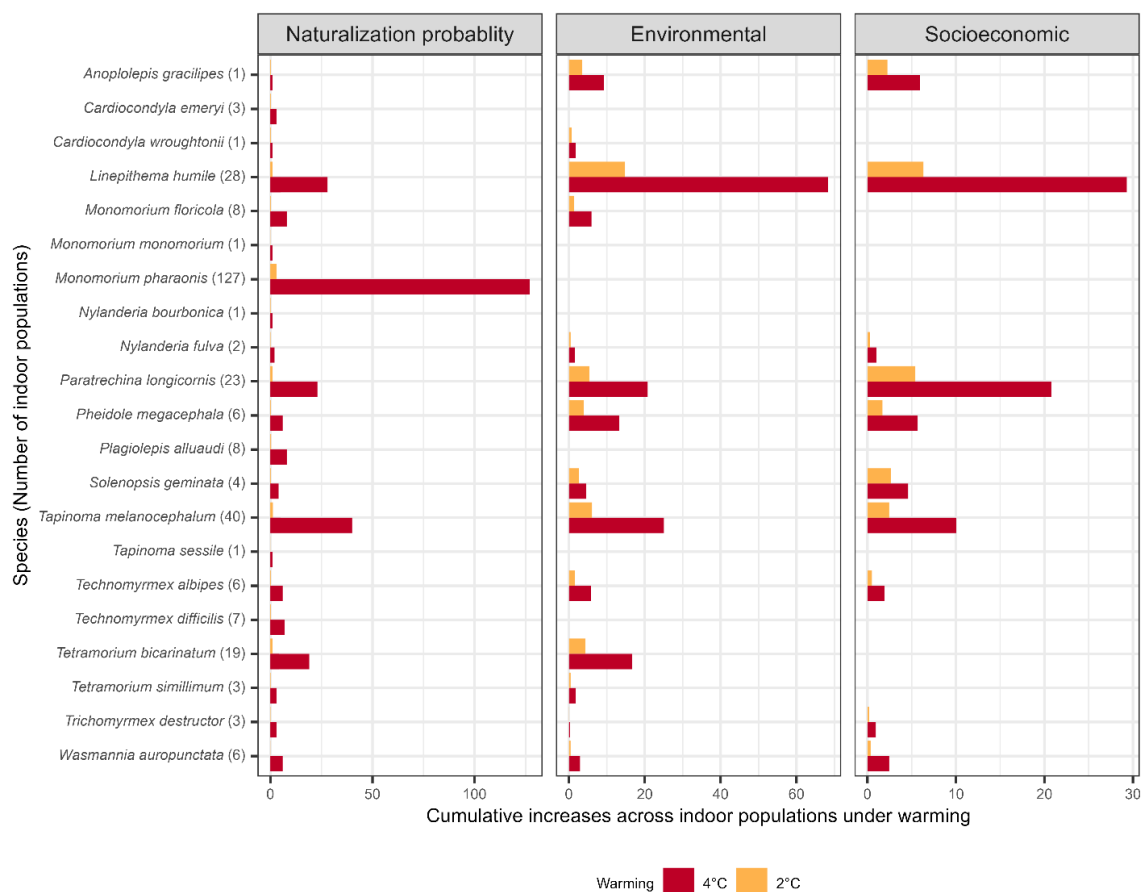 Naturalization probablity
Environmental
Socioeconomic
Species (Number of indoor populations)
Anoplolepis gracilipes (1)
Cardiocondyla emeryi (3)
Cardiocondyla wroughtonii (1)
Linepithema humile (28)
Monomorium floricola (8)
Monomorium monomorium (1)
Monomorium pharaonis (127)
Nylanderia bourbonica (1)
Nylanderia fulva (2)
Paratrechina longicornis (23)
Pheidole megacephala (6)
Plagiolepis alluaudi (8)
Solenopsis geminata (4)
Tapinoma melanocephalum (40)
Tapinoma sessile (1)
Technomyrmex albipes (6)
Technomyrmex difficilis (7)
Tetramorium bicarinatum (19)
Tetramorium simillimum (3)
Trichomyrmex destructor (3)
Wasmannia auropunctata (6)
0 50 100
0 20 40 60
0 10 20 30
Cumulative increases across indoor populations under warming
Warming 4°C 2°C